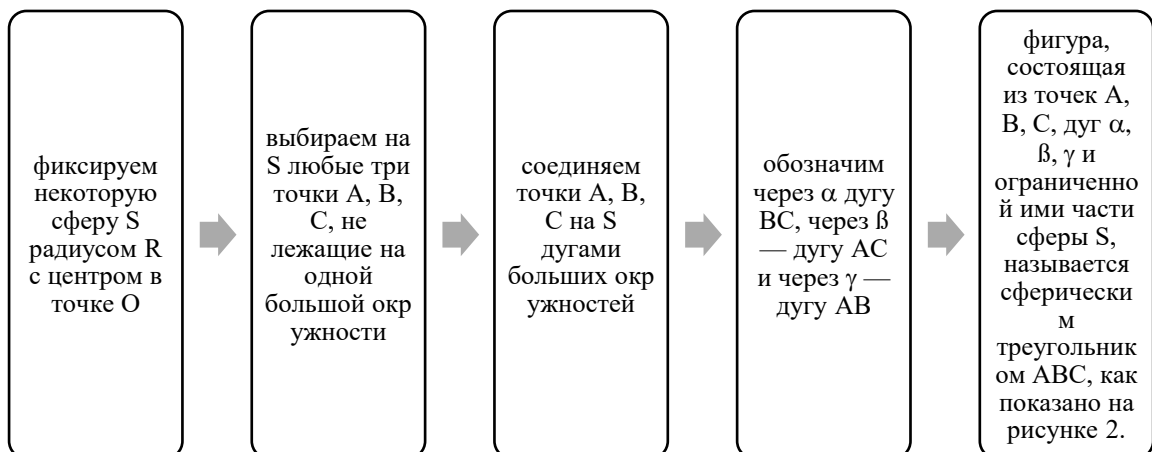 фиксируем
некоторую
сферу S
радиусом R
с центром в
точке O
выбираем на
S любые три
точки A, B,
C, не
лежащие на
одной
большой окр
ужности
соединяем
точки A, B,
C на S
дугами
больших окр
ужностей
обозначим
через α дугу
BC, через ß
— дугу AC
и через γ —
дугу AB
фигура,
состоящая
из точек A,
B, C, дуг α,
ß, γ и
ограниченно
й ими части
сферы S,
называется
сферически
м
треугольник
ом ABC, как
показано на
рисунке 2.